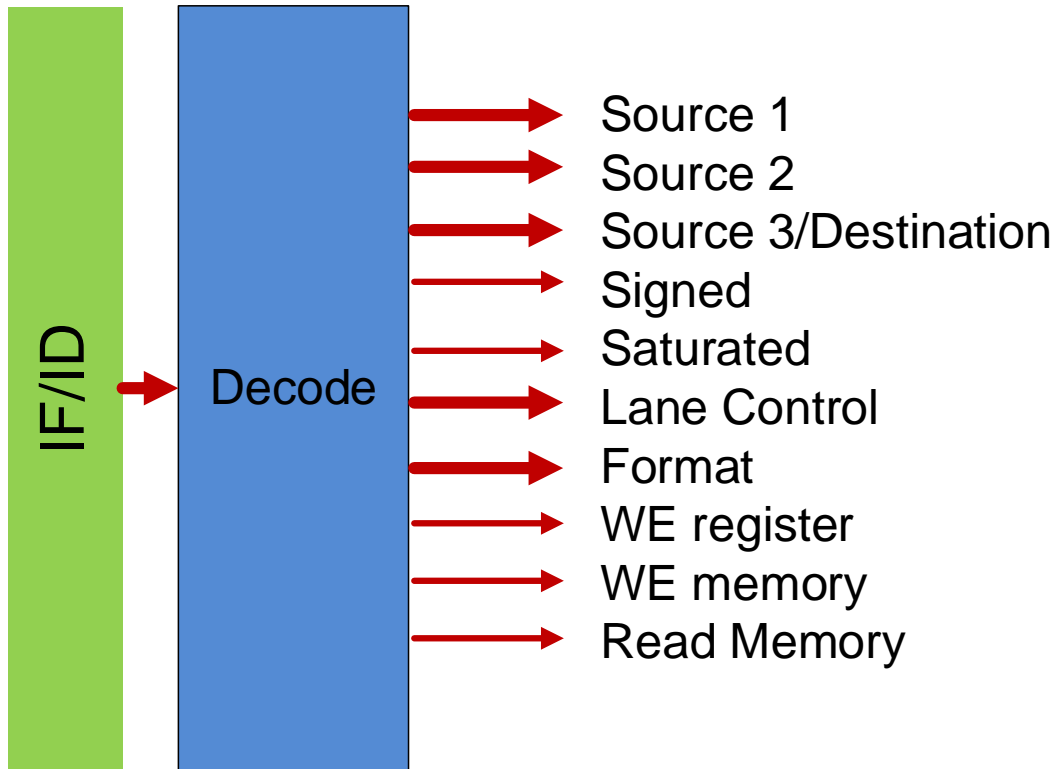 IF/ID
Decode
Source 1
Source 2
Source 3/Destination
Signed
Saturated
Lane Control
Format
WE register
WE memory
Read Memory